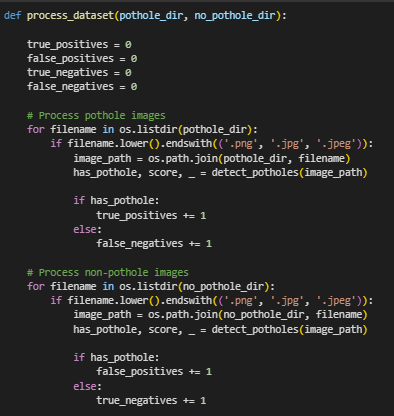 def process_dataset(pothole_dir, no_pothole_dir):

    true_positives = 0
    false_positives = 0
    true_negatives = 0
    false_negatives = 0

    # Process pothole images
    for filename in os.listdir(pothole_dir):
        if filename.lower().endswith(('.png', '.jpg', '.jpeg')):
            image_path = os.path.join(pothole_dir, filename)
            has_pothole, score, _ = detect_potholes(image_path)

            if has_pothole:
                true_positives += 1
            else:
                false_negatives += 1

    # Process non-pothole images
    for filename in os.listdir(no_pothole_dir):
        if filename.lower().endswith(('.png', '.jpg', '.jpeg')):
            image_path = os.path.join(no_pothole_dir, filename)
            has_pothole, score, _ = detect_potholes(image_path)

            if has_pothole:
                false_positives += 1
            else:
                true_negatives += 1